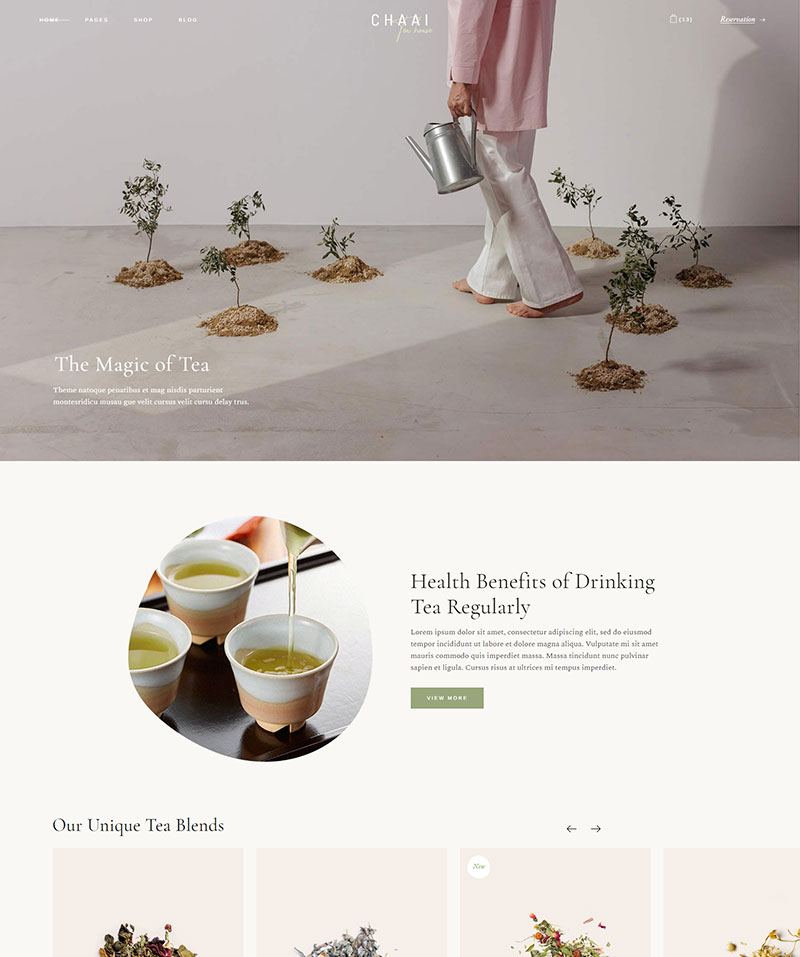 HOME
PAGES
SHOP
BLOG
CHAAI
Tea house
(13)
Reservation
The Magic of Tea
Theme natoque penatibus et mag nisdis parturient
montesridicu musau gue velit cursus velit cursu delay trus.
Health Benefits of Drinking
Tea Regularly
Lorem ipsum dolor sit amet, consectetur adipiscing elit, sed do eiusmod
tempor incididunt ut labore et dolore magna aliqua. Vulputate mi sit amet
mauris commodo quis imperdiet massa. Massa tincidunt nunc pulvinar
sapien et ligula. Cursus risus at ultrices mi tempus imperdiet.
VIEW MORE
Our Unique Tea Blends
New